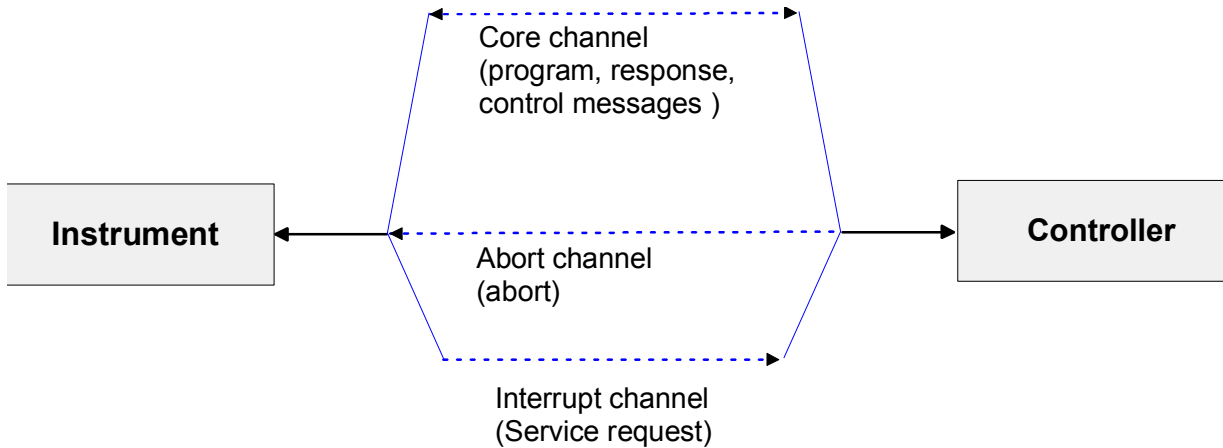 Core channel
(program, response,
control messages )
Instrument
Controller
Abort channel
(abort)
Interrupt channel
(Service request)